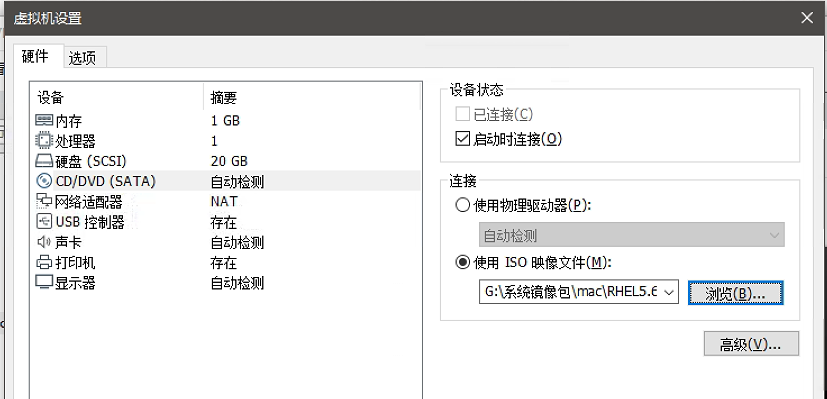 虚拟机设置
硬件 选项
设备 摘要
内存 1 GB
处理器 1
硬盘 (SCSI) 20 GB
CD/DVD (SATA) 自动检测
网络适配器 NAT
USB 控制器 存在
声卡 自动检测
打印机 存在
显示器 自动检测
设备状态
已连接(C)
启动时连接(O)
连接
使用物理驱动器(P):
自动检测
使用 ISO 映像文件(M):
G:\系统镜像包\mac\RHEL5.6
浏览(B)...
高级(V)...